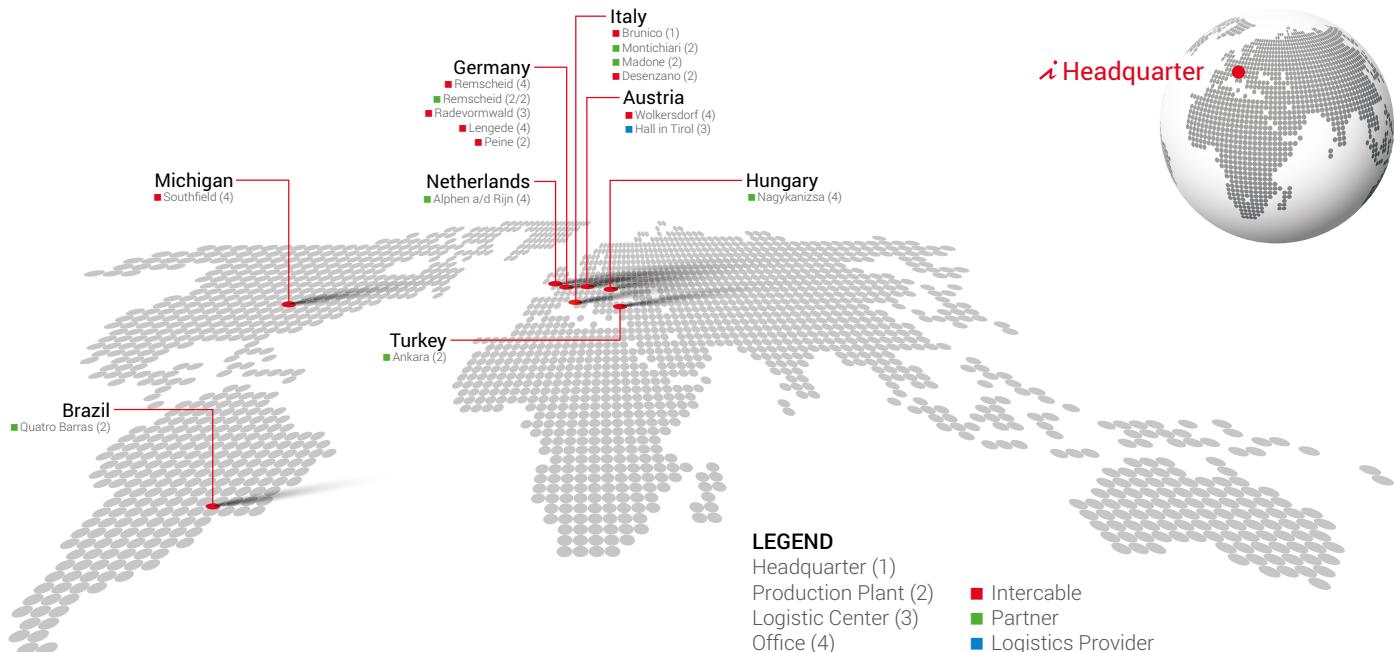 Italy
Brunico (1)
Montichiari (2)
Madone (2)
Desenzano (2)
i Headquarter
Germany
Remscheid (4)
Remscheid (2/2)
Radevormwald (3)
Lengede (4)
Peine (2)
Austria
Wolkersdorf (4)
Hall in Tirol (3)
Michigan
Southfield (4)
Netherlands
Alphen a/d Rijn (4)
Hungary
Nagykanizsa (4)
Turkey
Ankara (2)
Brazil
Quatro Barras (2)
LEGEND
Headquarter (1)
Production Plant (2)
Logistic Center (3)
Office (4)
Intercable
Partner
Logistics Provider